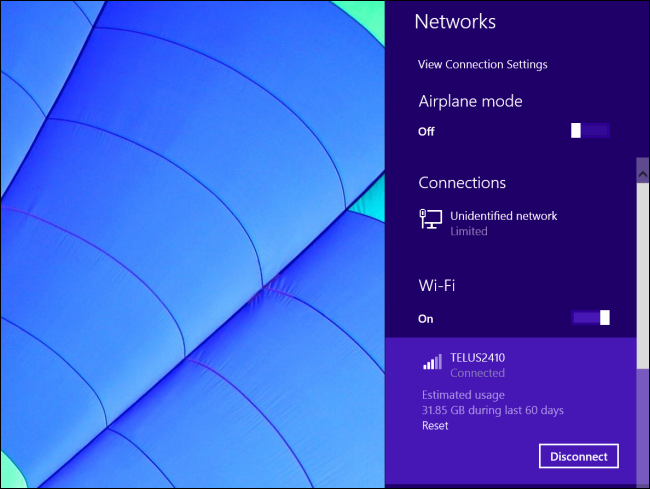 Networks
View Connection Settings
Airplane mode
Off
Connections
Unidentified network
Limited
Wi-Fi
On
TELUS2410
Connected
Estimated usage
31.85 GB during last 60 days
Reset
Disconnect